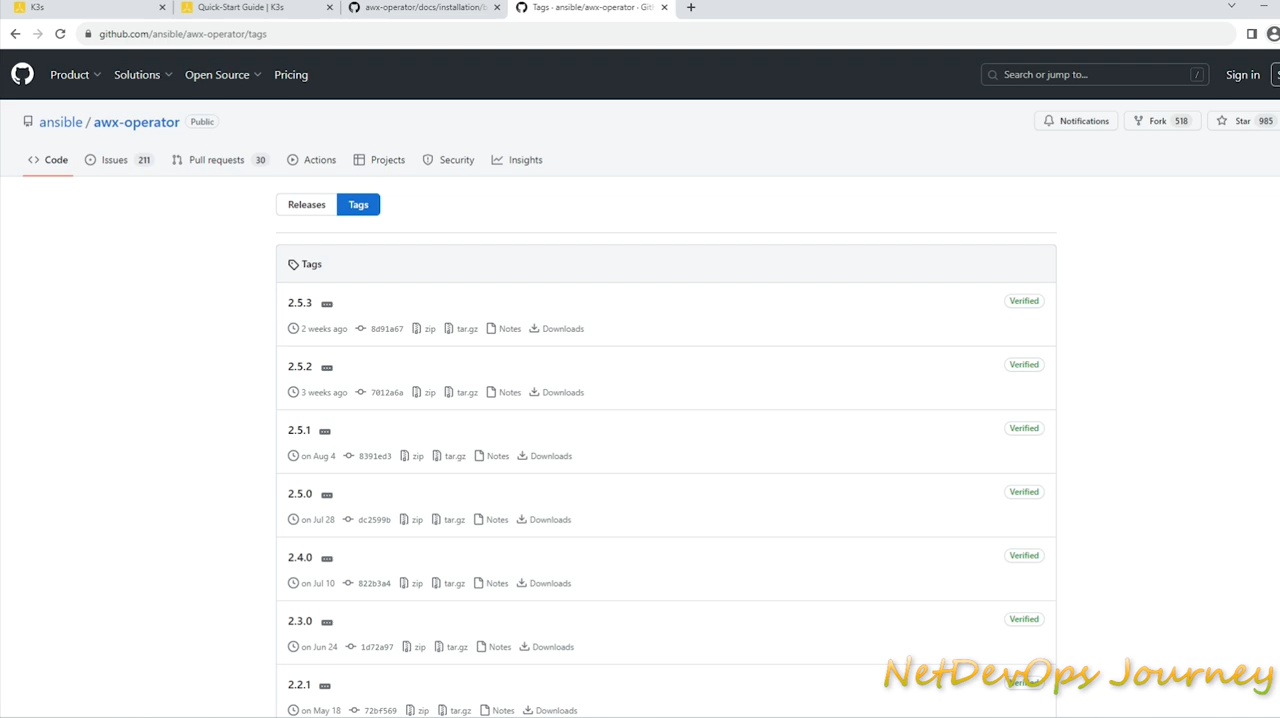 K3s
Quick-Start Guide | K3s
awx-operator/docs/installation/
Tags · ansible/awx-operator · Git
github.com/ansible/awx-operator/tags
Product
Solutions
Open Source
Pricing
Search or jump to...
/
Sign in
ansible / awx-operator
Public
Notifications
Fork 518
Star 985
Code
Issues 211
Pull requests 30
Actions
Projects
Security
Insights
Releases
Tags
Tags
2.5.3
Verified
2 weeks ago 8d91a67 zip tar.gz Notes Downloads
2.5.2
Verified
3 weeks ago 7012a6a zip tar.gz Notes Downloads
2.5.1
Verified
on Aug 4 8391ed3 zip tar.gz Notes Downloads
2.5.0
Verified
on Jul 28 dc2599b zip tar.gz Notes Downloads
2.4.0
Verified
on Jul 10 822b3a4 zip tar.gz Notes Downloads
2.3.0
Verified
on Jun 24 1d72a97 zip tar.gz Notes Downloads
2.2.1
Verified
on May 18 72bf569 zip tar.gz Notes Downloads
NetDevOps Journey